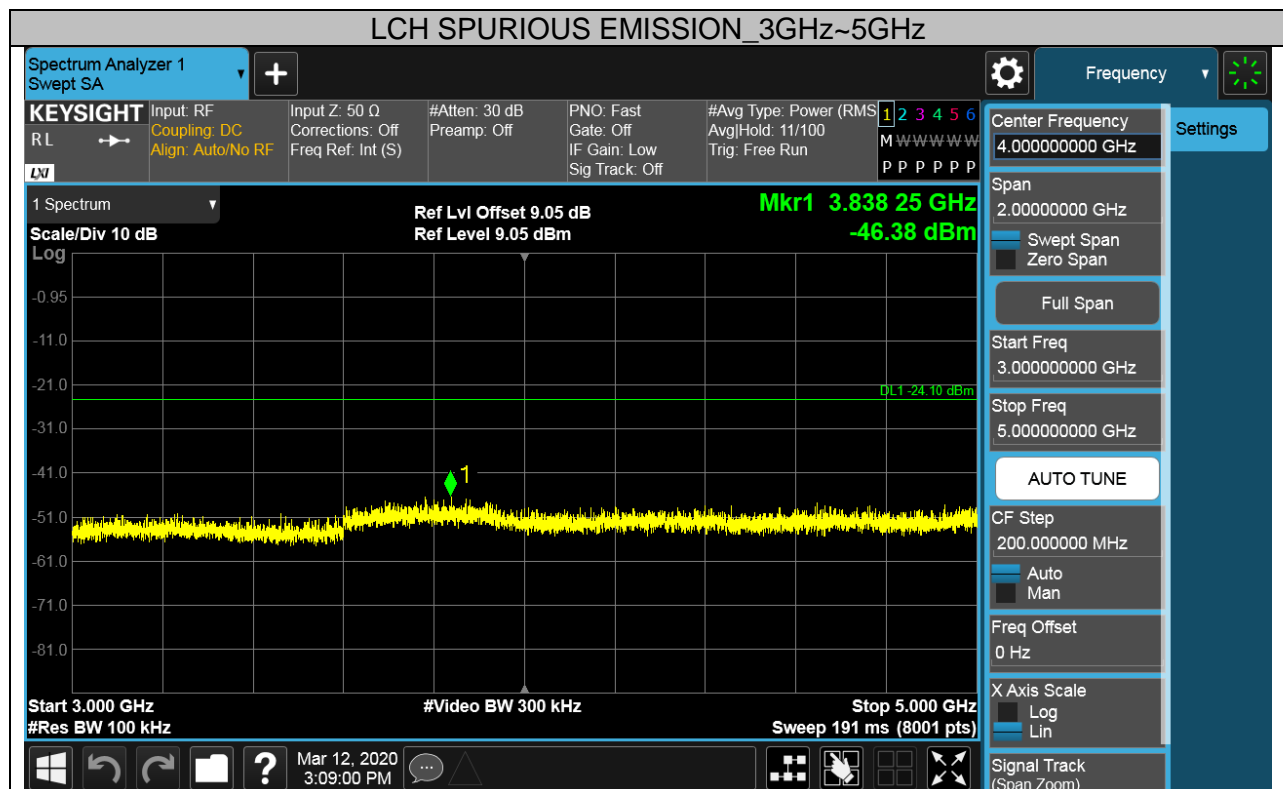 LCH SPURIOUS EMISSION_3GHz~5GHz
Spectrum Analyzer 1
Swept SA
Frequency
KEYSIGHT
R L
LXI
Input: RF
Coupling: DC
Align: Auto/No RF
Input Z: 50 Ω
Corrections: Off
Freq Ref: Int (S)
#Atten: 30 dB
Preamp: Off
PNO: Fast
Gate: Off
IF Gain: Low
Sig Track: Off
#Avg Type: Power (RMS
Avg|Hold: 11/100
Trig: Free Run
1 2 3 4 5 6
M W W W W W
P P P P P P
1 Spectrum
Scale/Div 10 dB
Ref Lvl Offset 9.05 dB
Ref Level 9.05 dBm
Mkr1 3.838 25 GHz
-46.38 dBm
Log
-0.95
-11.0
-21.0
-31.0
-41.0
-51.0
-61.0
-71.0
-81.0
DL1 -24.10 dBm
1
Start 3.000 GHz
#Res BW 100 kHz
#Video BW 300 kHz
Stop 5.000 GHz
Sweep 191 ms (8001 pts)
Mar 12, 2020
3:09:00 PM
Center Frequency
4.000000000 GHz
Settings
Span
2.00000000 GHz
Swept Span
Zero Span
Full Span
Start Freq
3.000000000 GHz
Stop Freq
5.000000000 GHz
AUTO TUNE
CF Step
200.000000 MHz
Auto
Man
Freq Offset
0 Hz
X Axis Scale
Log
Lin
Signal Track
(Span Zoom)